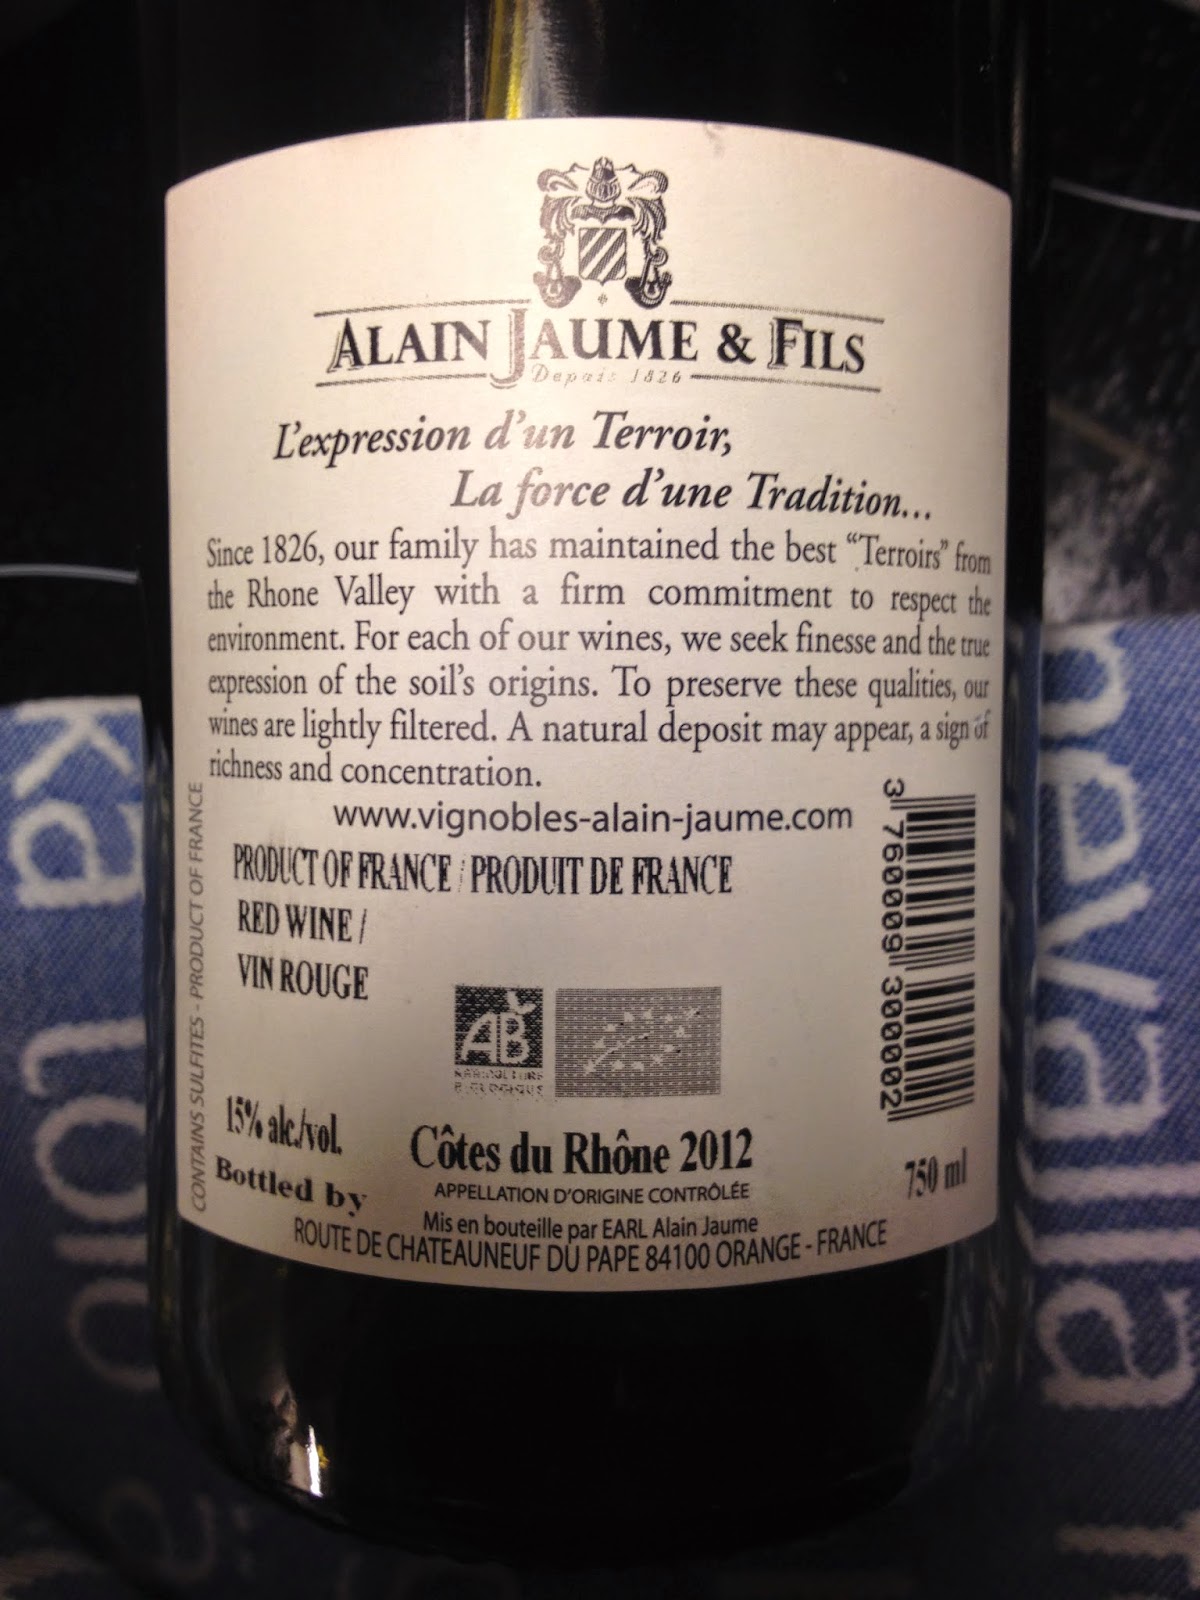 ALAIN JAUME & FILS
Depuis 1826
L'expression d'un Terroir,
La force d'une Tradition...
Since 1826, our family has maintained the best “Terroirs” from
the Rhone Valley with a firm commitment to respect the
environment. For each of our wines, we seek finesse and the true
expression of the soil's origins. To preserve these qualities, our
wines are lightly filtered. A natural deposit may appear, a sign of
richness and concentration.
www.vignobles-alain-jaume.com
PRODUCT OF FRANCE / PRODUIT DE FRANCE
RED WINE /
VIN ROUGE
CONTAINS SULFITES - PRODUCT OF FRANCE
3 760009 300002
AB
AGRICULTURE
BIOLOGIQUE
15% alc./vol.
Côtes du Rhône 2012
750 ml
APPELLATION D'ORIGINE CONTRÔLÉE
Bottled by
Mis en bouteille par EARL Alain Jaume
ROUTE DE CHATEAUNEUF DU PAPE 84100 ORANGE - FRANCE